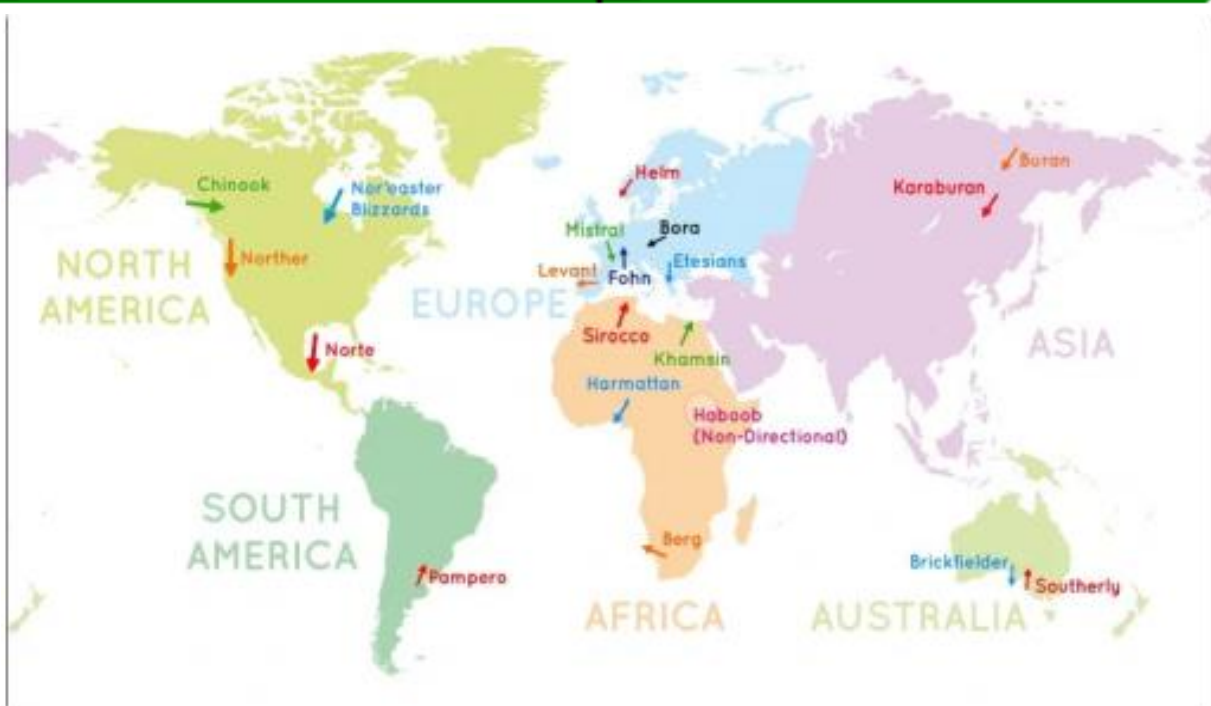 Chinook
Nor'easter
Blizzards
Norther
NORTH
AMERICA
Norte
SOUTH
AMERICA
Pampero
Helm
Mistral
Bora
Levant
Fohn
Etesians
EUROPE
Sirocco
Khamsin
Harmattan
Haboob
(Non-Directional)
Berg
AFRICA
Buran
Karaburan
ASIA
Brickfielder
Southerly
AUSTRALIA